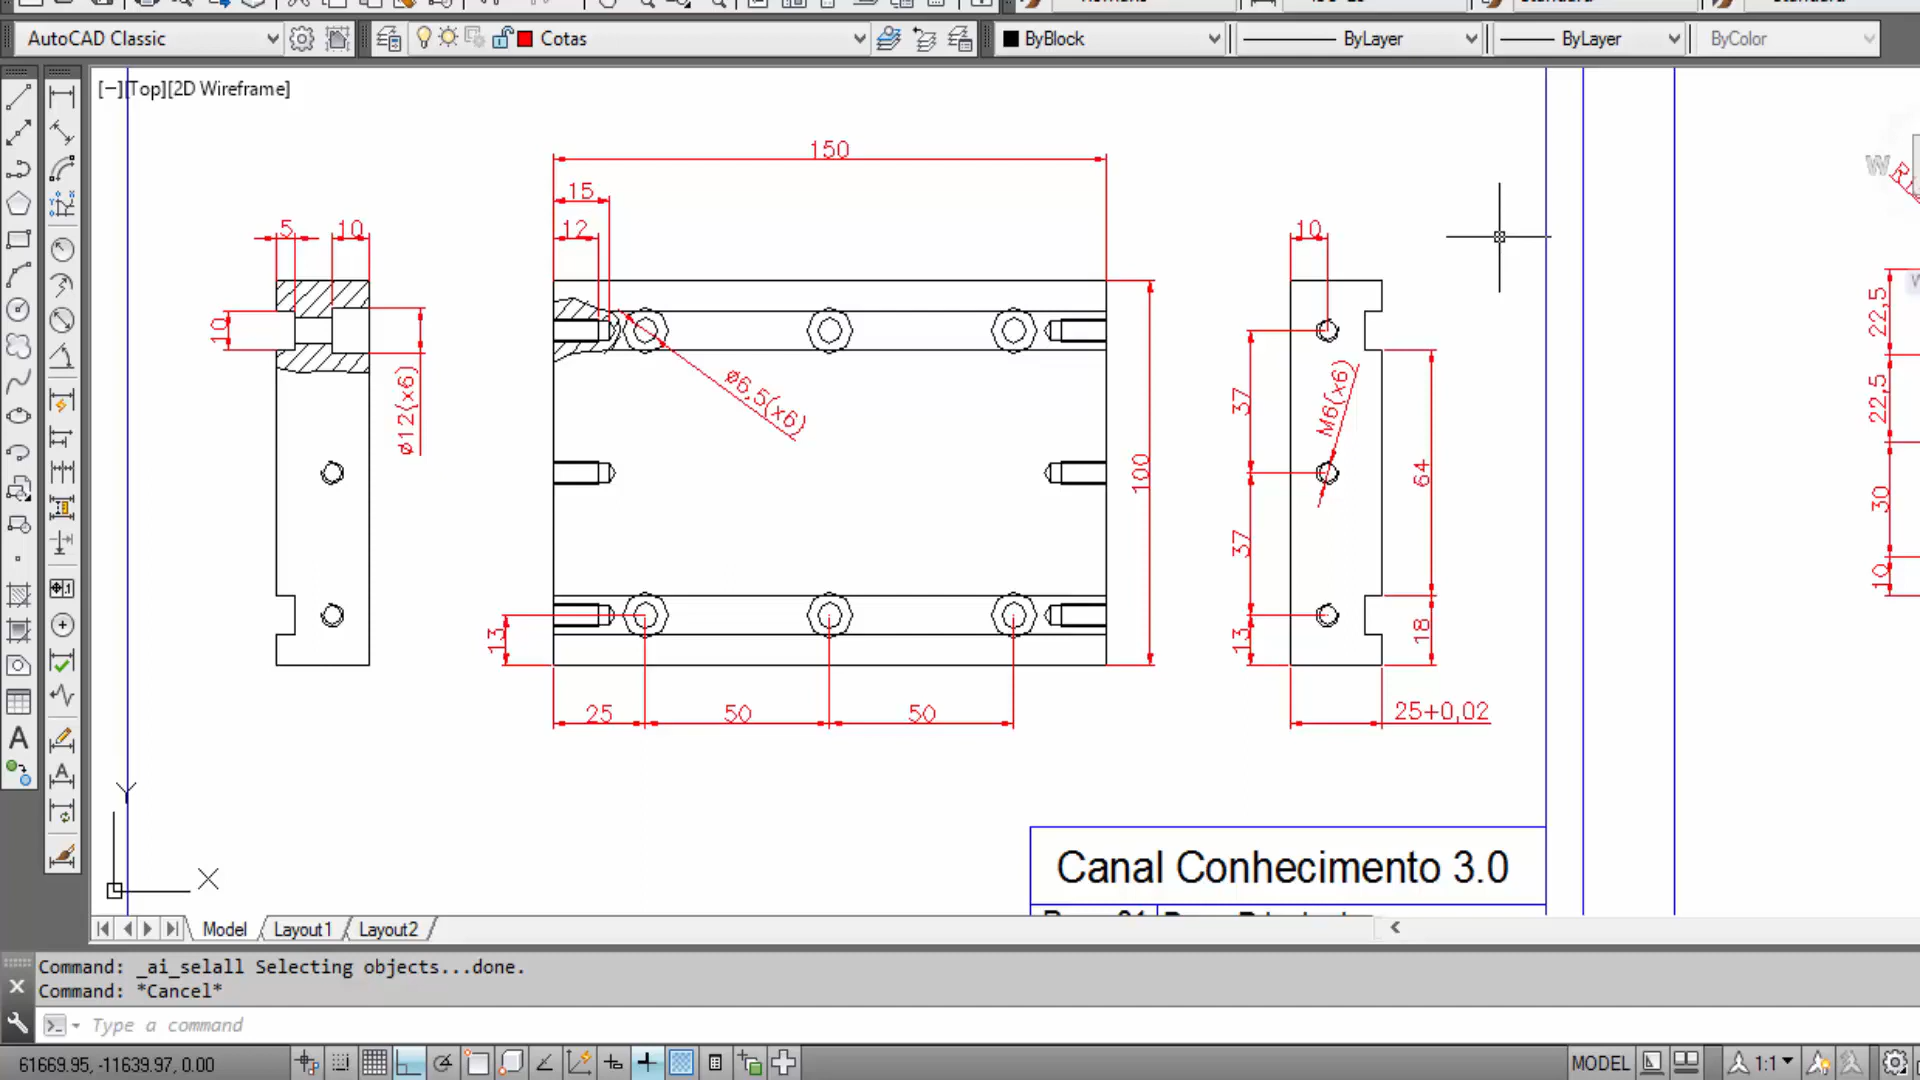 AutoCAD Classic
Cotas
ByBlock
ByLayer
ByLayer
ByColor
[−][Top][2D Wireframe]
150
15
12
5
10
10
10
ø12(x6)
ø6,5(x6)
100
13
25
50
50
37
37
13
M6(x6)
64
18
25+0,02
22,5
22,5
30
10
W
Y
X
Canal Conhecimento 3.0
Model
Layout1
Layout2
Command: _ai_selall Selecting objects...done.
Command: *Cancel*
Type a command
61669.95, -11639.97, 0.00
MODEL
1:1